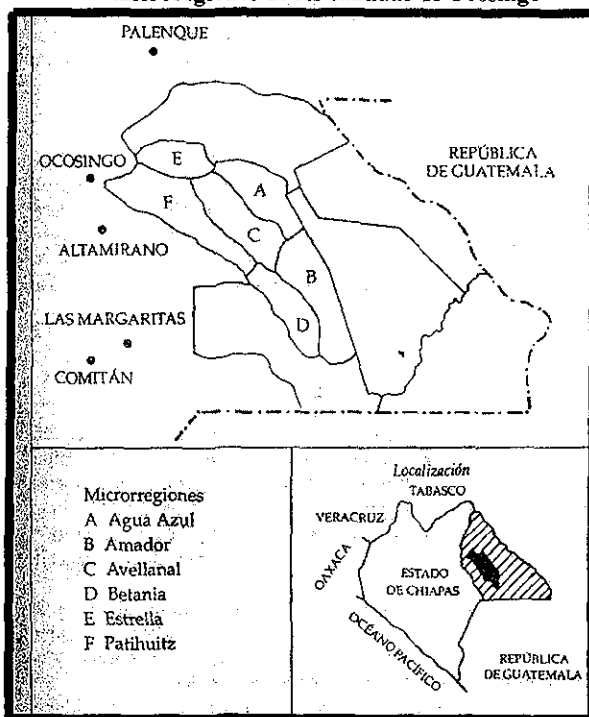 PALENQUE
OCOSINGO
E
REPÚBLICA
DE GUATEMALA
A
F
C
ALTAMIRANO
B
LAS MARGARITAS
D
COMITÁN
Microrregiones
A Agua Azul
B Amador
C Avellanal
D Betania
E Estrella
F Patihuitz
Localización
TABASCO
VERACRUZ
OAXACA
ESTADO
DE CHIAPAS
OCÉANO PACÍFICO
REPÚBLICA
DE GUATEMALA